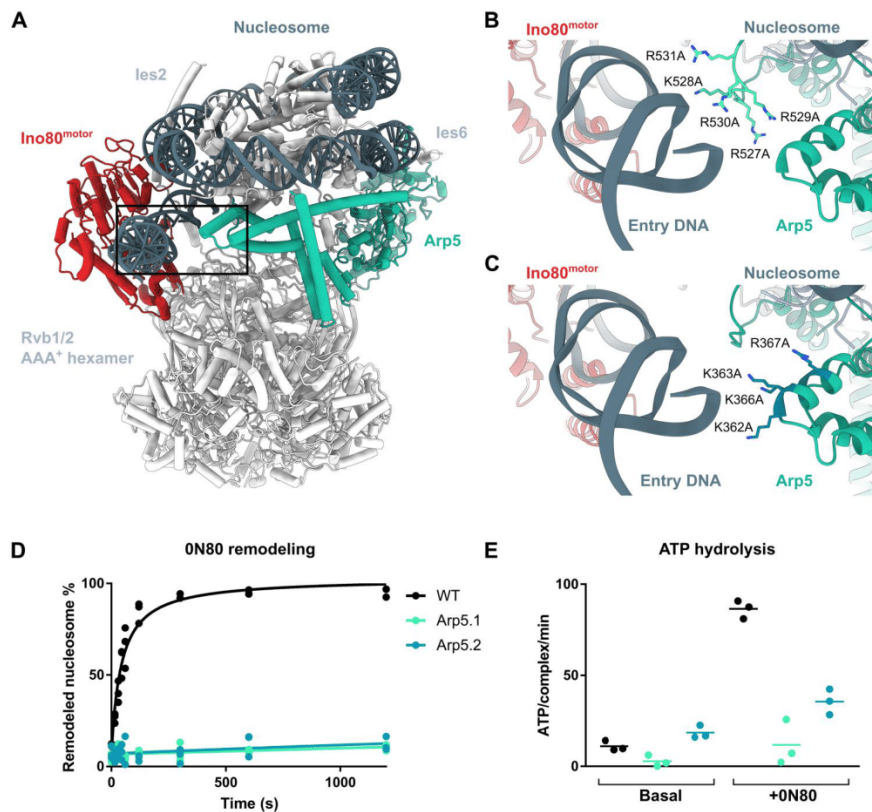 A
Nucleosome
Ies2
Ies6
Ino80motor
Arp5
Rvb1/2
AAA+ hexamer
B
Ino80motor
Nucleosome
R531A
K528A
R530A
R529A
R527A
Entry DNA
Arp5
C
Ino80motor
Nucleosome
R367A
K363A
K366A
K362A
Entry DNA
Arp5
D
0N80 remodeling
Remodeled nucleosome %
100
50
0
0
500
1000
Time (s)
WT
Arp5.1
Arp5.2
E
ATP hydrolysis
ATP/complex/min
100
50
0
Basal
+0N80